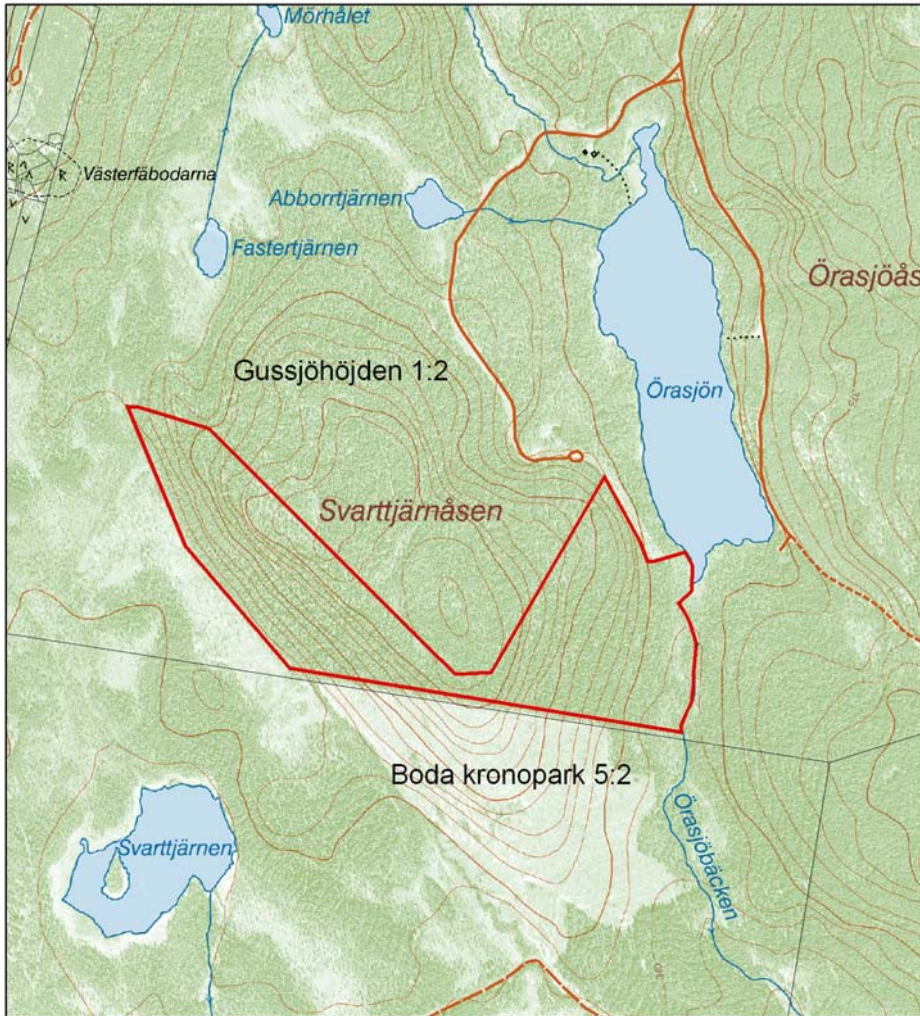 Mörhålet
Västerfäbodarna
Abborrtjärnen
Fastertjärnen
Örasjöås
Gussjöhöjden 1:2
Örasjön
Svarttjärnåsen
Boda kronopark 5:2
Svarttjärnen
Örasjöbäcken